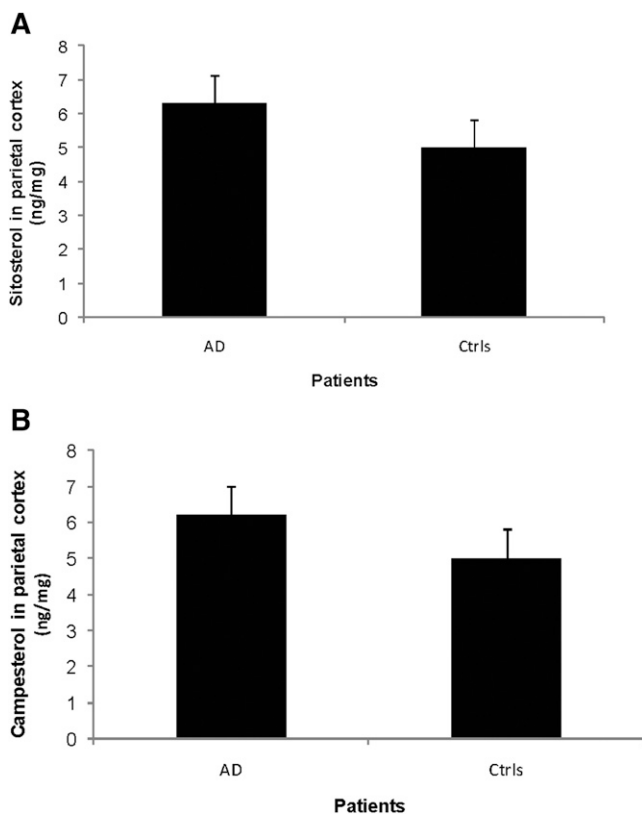 A
Sitosterol in parietal cortex
(ng/mg)
8
7
6
5
4
3
2
1
0
AD Ctrls
Patients
B
Campesterol in parietal cortex
(ng/mg)
8
7
6
5
4
3
2
1
0
AD Ctrls
Patients